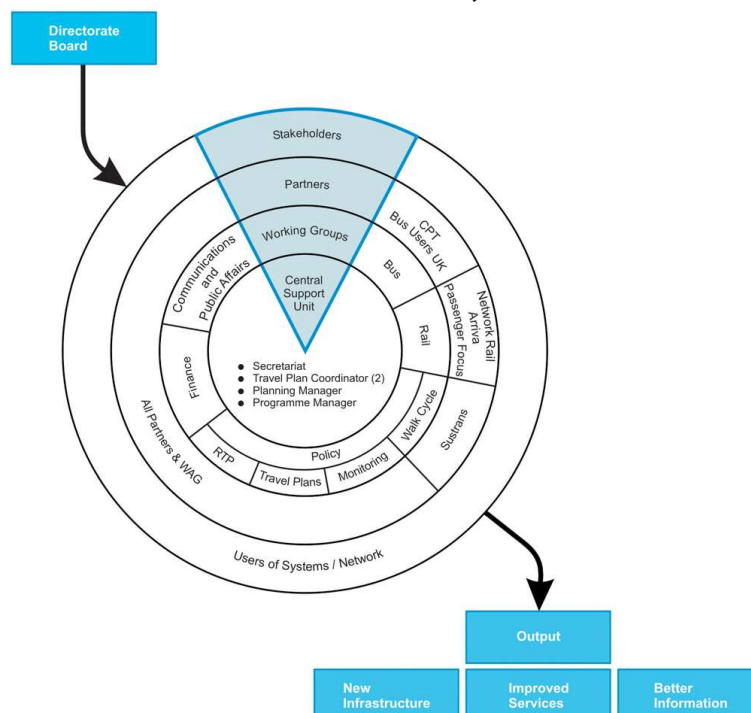 Directorate
Board
Stakeholders
Partners
Working Groups
Central
Support
Unit
CPT
Bus Users UK
Bus
Network Rail
Arriva
Passenger Focus
Rail
Communications
and
Public Affairs
Finance
● Secretariat
● Travel Plan Coordinator (2)
● Planning Manager
● Programme Manager
Policy
RTP
Travel Plans
Monitoring
Walk Cycle
Sustrans
All Partners & WAG
Users of Systems / Network
Output
New
Infrastructure
Improved
Services
Better
Information